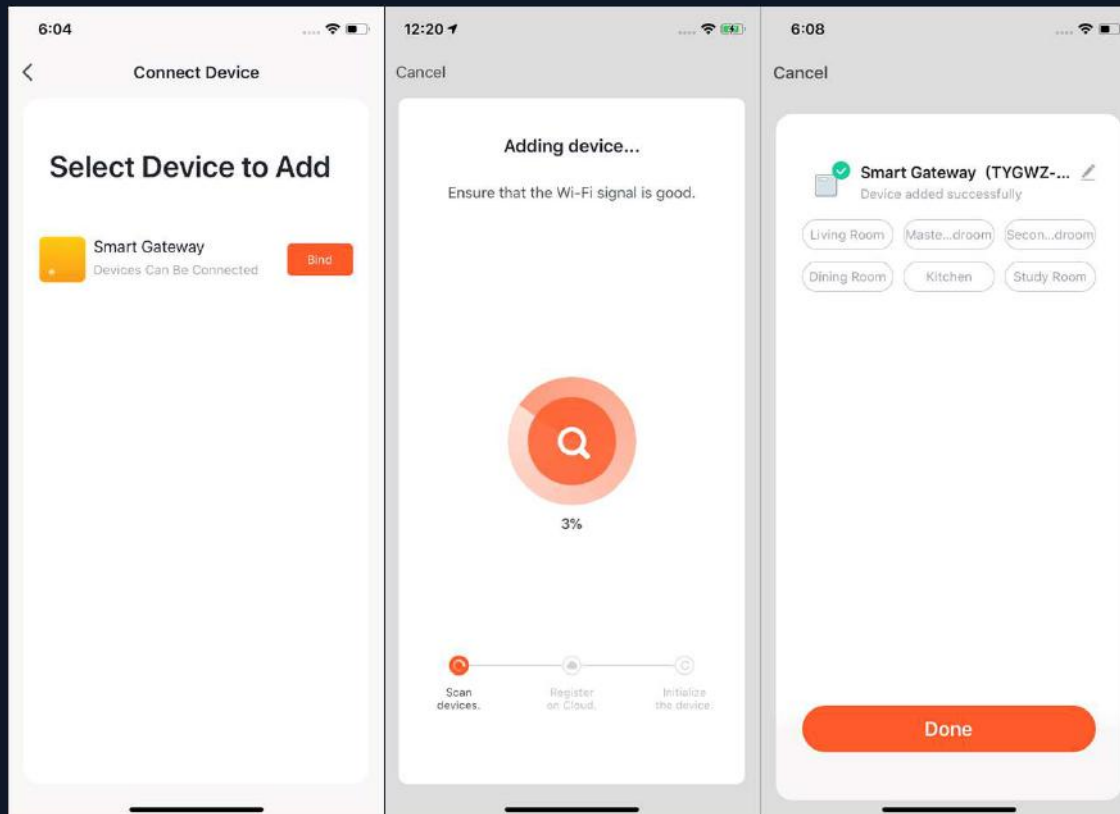 6:04
Connect Device
Select Device to Add
Smart Gateway
Devices Can Be Connected
Bind
12:20
Cancel
Adding device...
Ensure that the Wi-Fi signal is good.
3%
Scan
devices.
Register
on Cloud.
Initialize
the device.
6:08
Cancel
Smart Gateway (TYGWZ-...
Device added successfully
Living Room
Maste...droom
Secon...droom
Dining Room
Kitchen
Study Room
Done